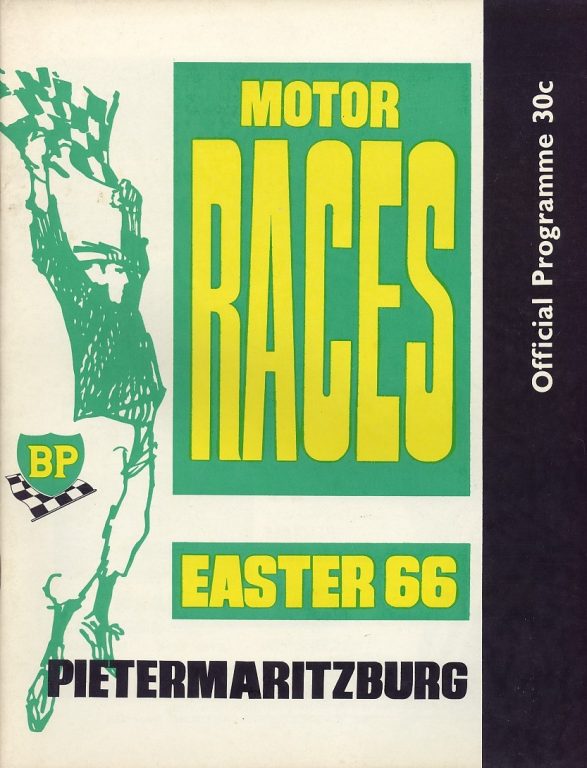 MOTOR
RACES
Official Programme 30c
BP
EASTER 66
PIETERMARITZBURG